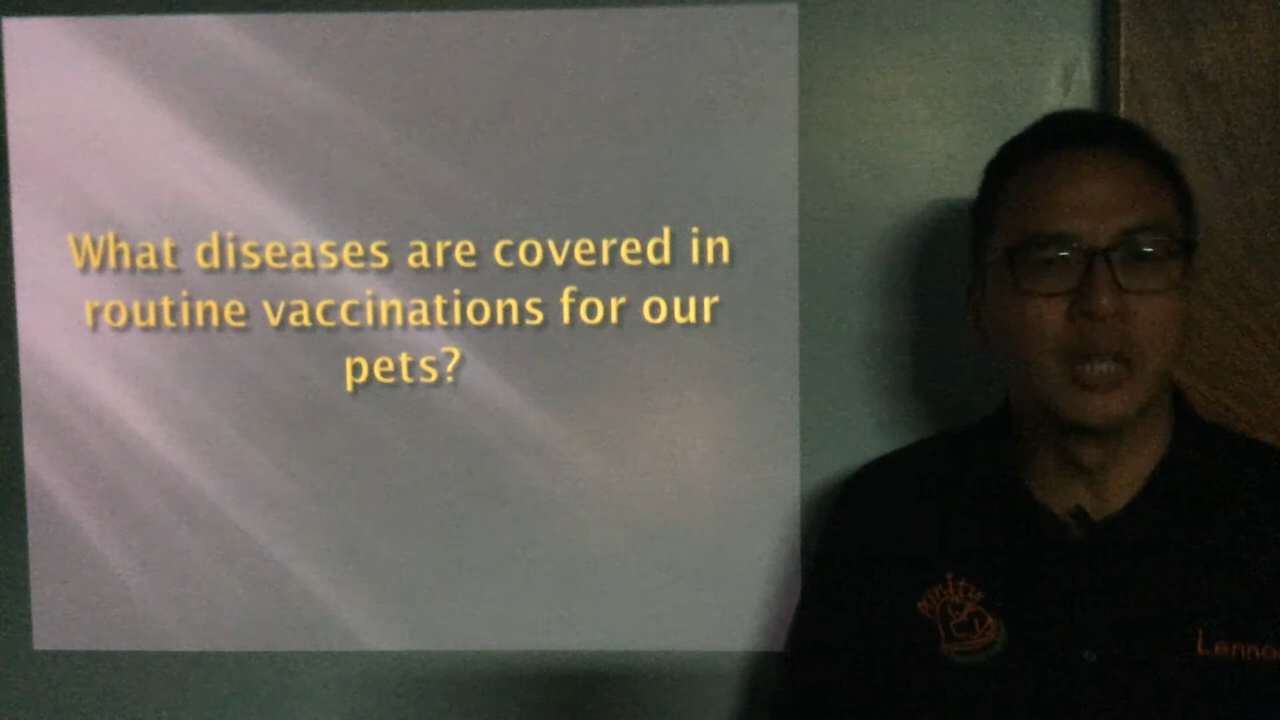 What diseases are covered in
routine vaccinations for our
pets?